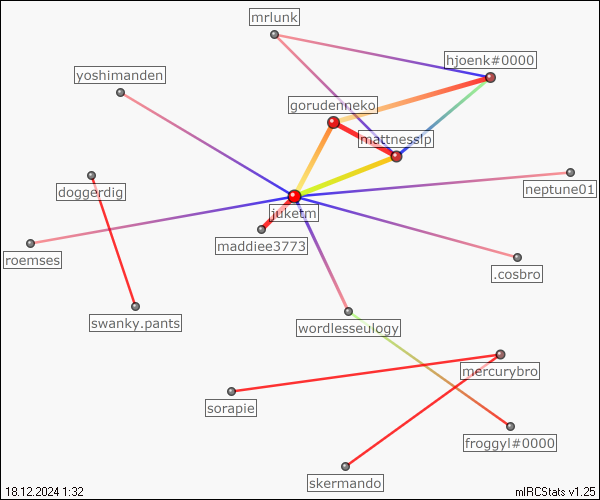 mrlunk
hjoenk#0000
yoshimanden
gorudenneko
mattnesslp
doggerdig
neptune01
juketm
maddiee3773
roemses
.cosbro
swanky.pants
wordlesseulogy
mercurybro
sorapie
froggyl#0000
skermando
18.12.2024 1:32
mIRCStats v1.25